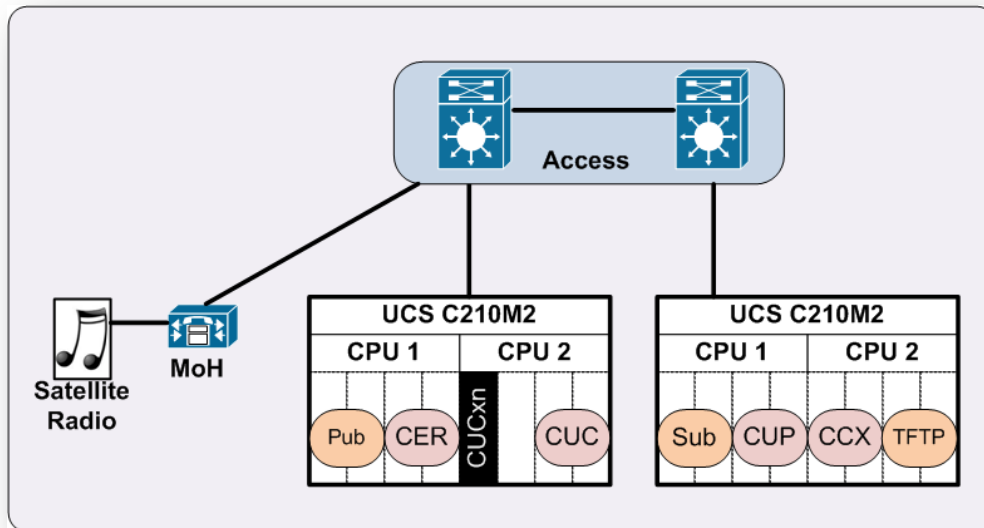 Access
Satellite
Radio
MoH
UCS C210M2
CPU 1
CPU 2
Pub
CER
CUCxn
CUC
UCS C210M2
CPU 1
CPU 2
Sub
CUP
CCX
TFTP